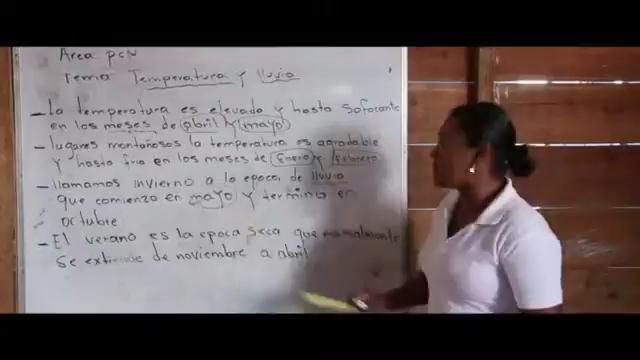 Area pcN
Tema Temperatura y lluvia
- La temperatura es elevada y hasta sofocante
en los meses de abril y mayo
- lugares montañosos la temperatura es agradable
y hasta fria en los meses de Enero y febrero
- llamamos invierno a la epoca de lluvia
que comienza en mayo y termina en
octubre
- El verano es la epoca seca que normalmente
se extiende de noviembre a abril